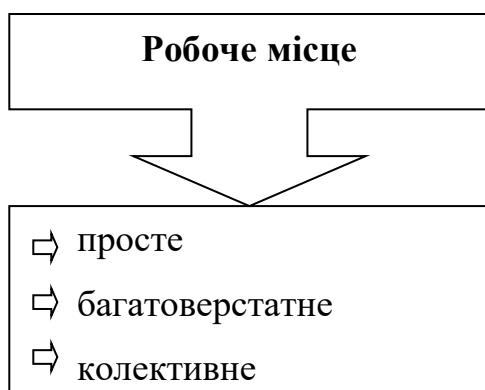 Робоче місце
просте
багатоверстатне
колективне